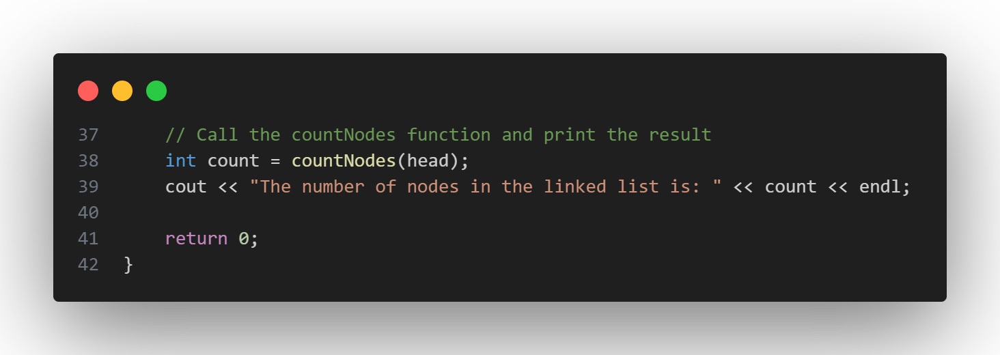 37     // Call the countNodes function and print the result
38     int count = countNodes(head);
39     cout << "The number of nodes in the linked list is: " << count << endl;
40
41     return 0;
42 }